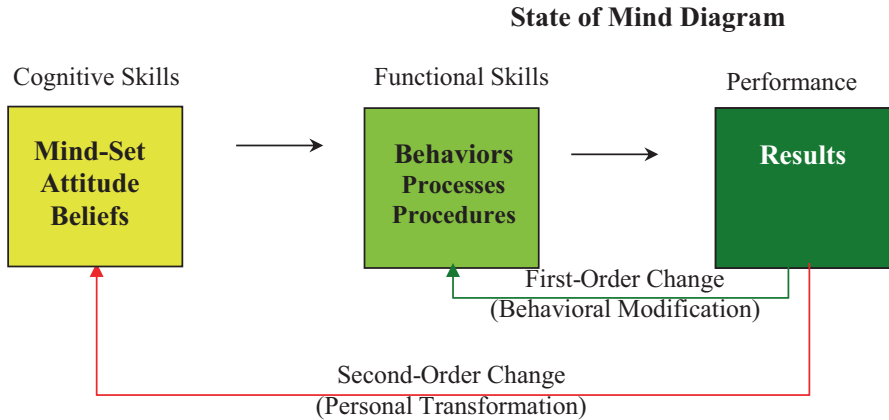 State of Mind Diagram
Cognitive Skills
Functional Skills
Performance
Mind-Set
Attitude
Beliefs
Behaviors
Processes
Procedures
Results
First-Order Change
(Behavioral Modification)
Second-Order Change
(Personal Transformation)